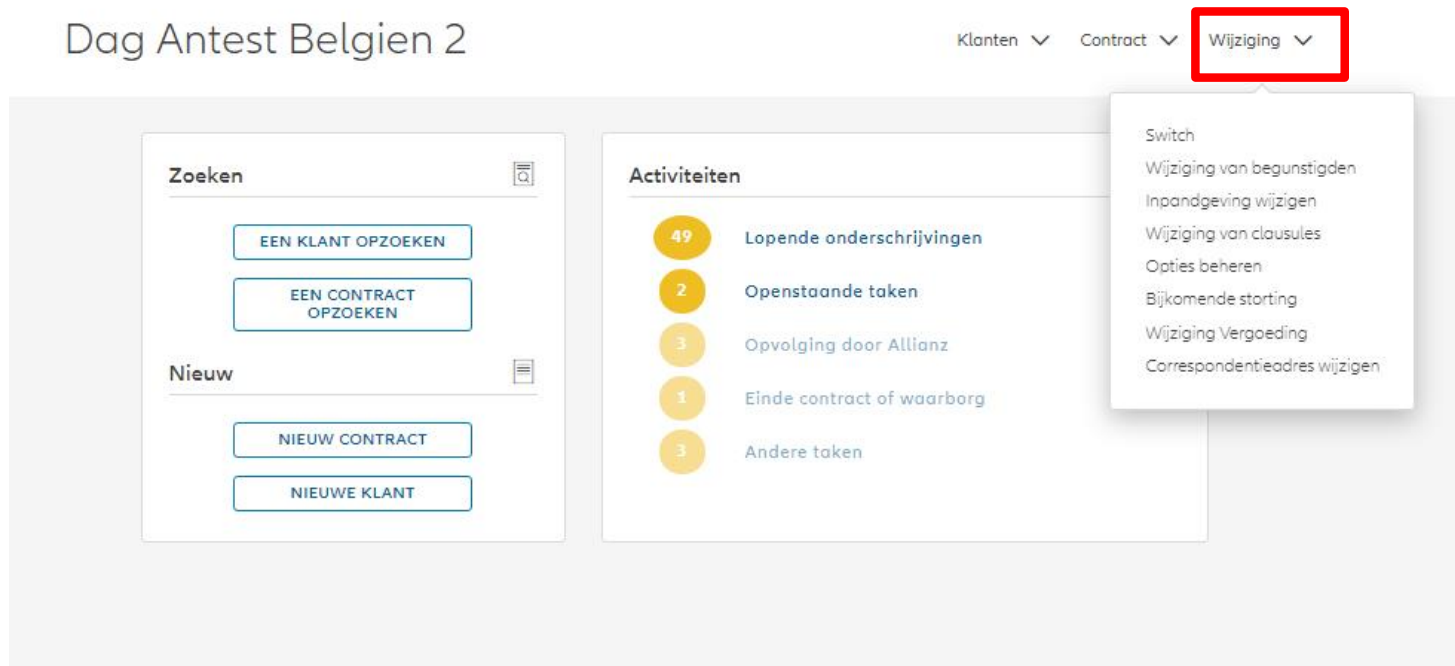 Dag Antest Belgien 2
Klanten Contract Wijziging
Switch
Wijziging van begunstigden
Inpandgeving wijzigen
Wijziging van clausules
Opties beheren
Bijkomende storting
Wijziging Vergoeding
Correspondentieadres wijzigen
Zoeken
EEN KLANT OPZOEKEN
EEN CONTRACT
OPZOEKEN
Nieuw
NIEUW CONTRACT
NIEUWE KLANT
Activiteiten
49 Lopende onderschrijvingen
2 Openstaande taken
3 Opvolging door Allianz
1 Einde contract of waarborg
3 Andere taken